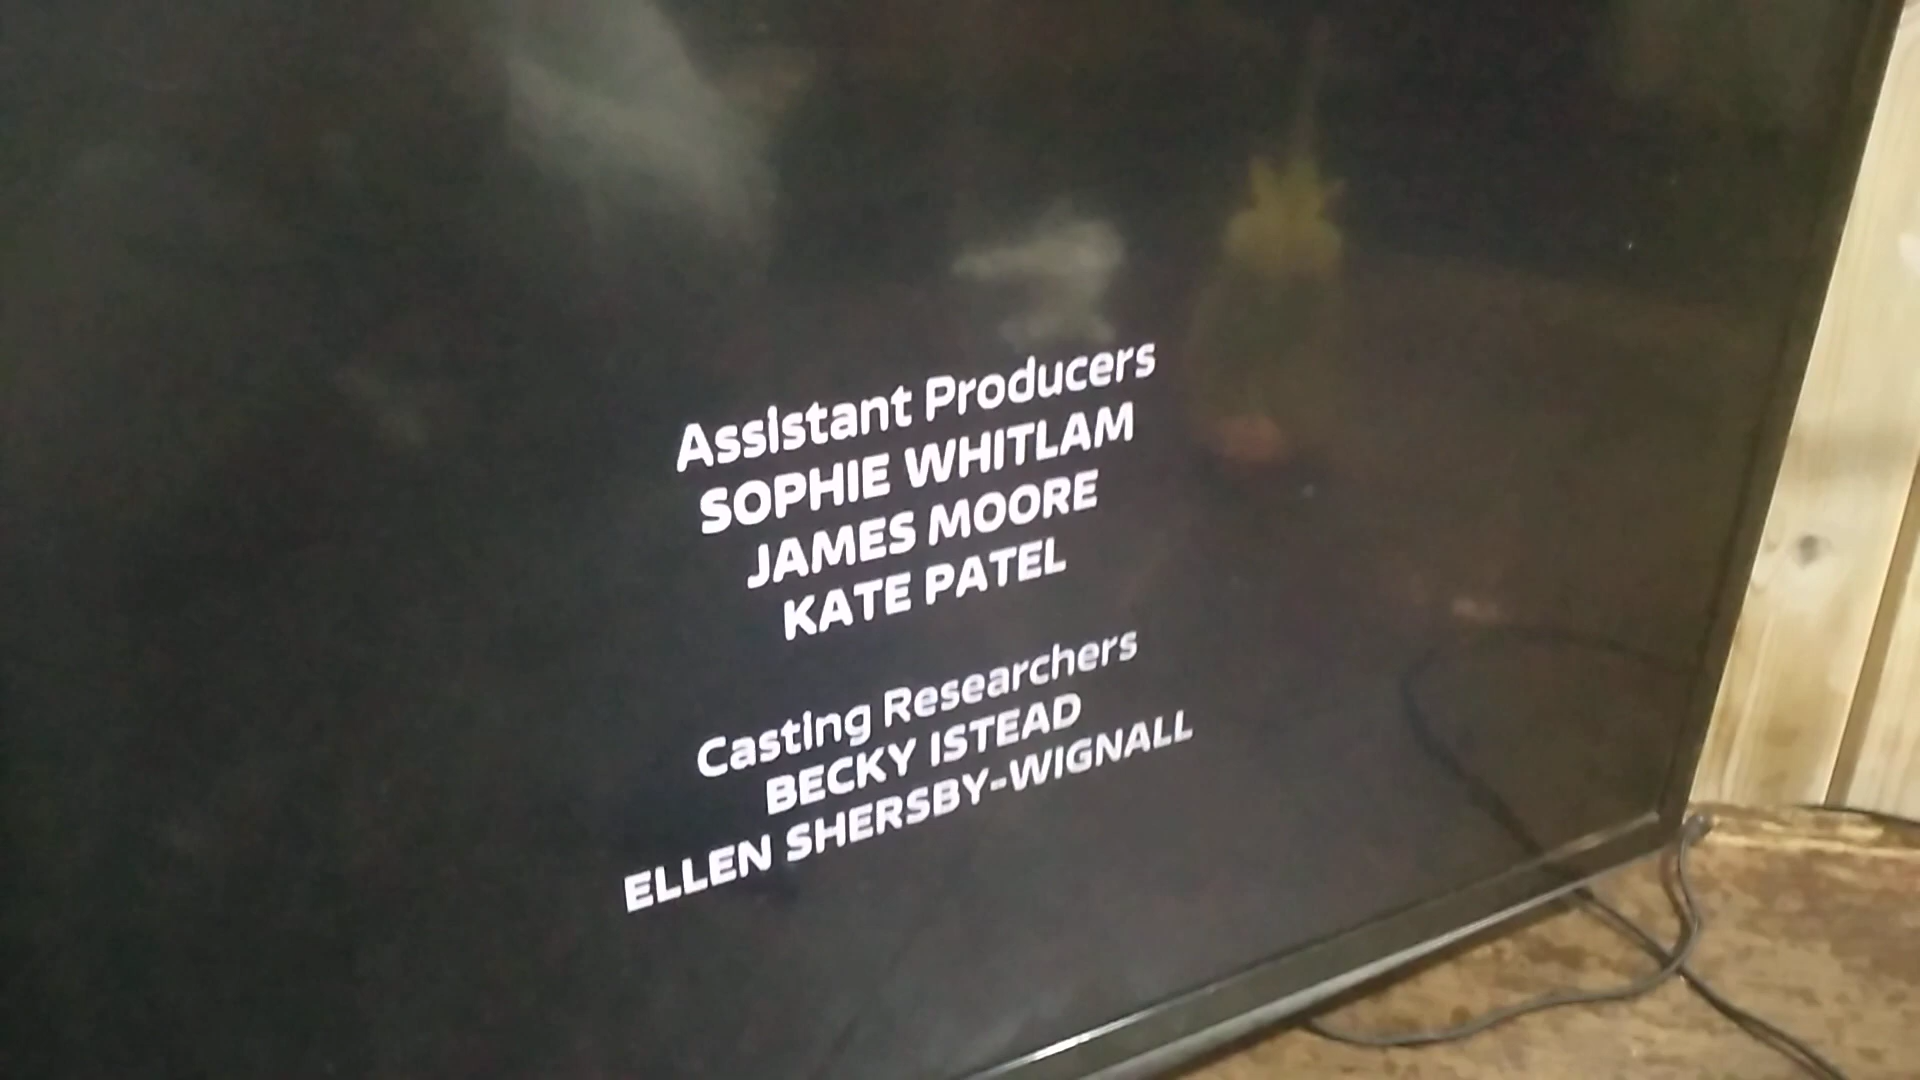 Assistant Producers
SOPHIE WHITLAM
JAMES MOORE
KATE PATEL
Casting Researchers
BECKY ISTEAD
ELLEN SHERSBY-WIGNALL